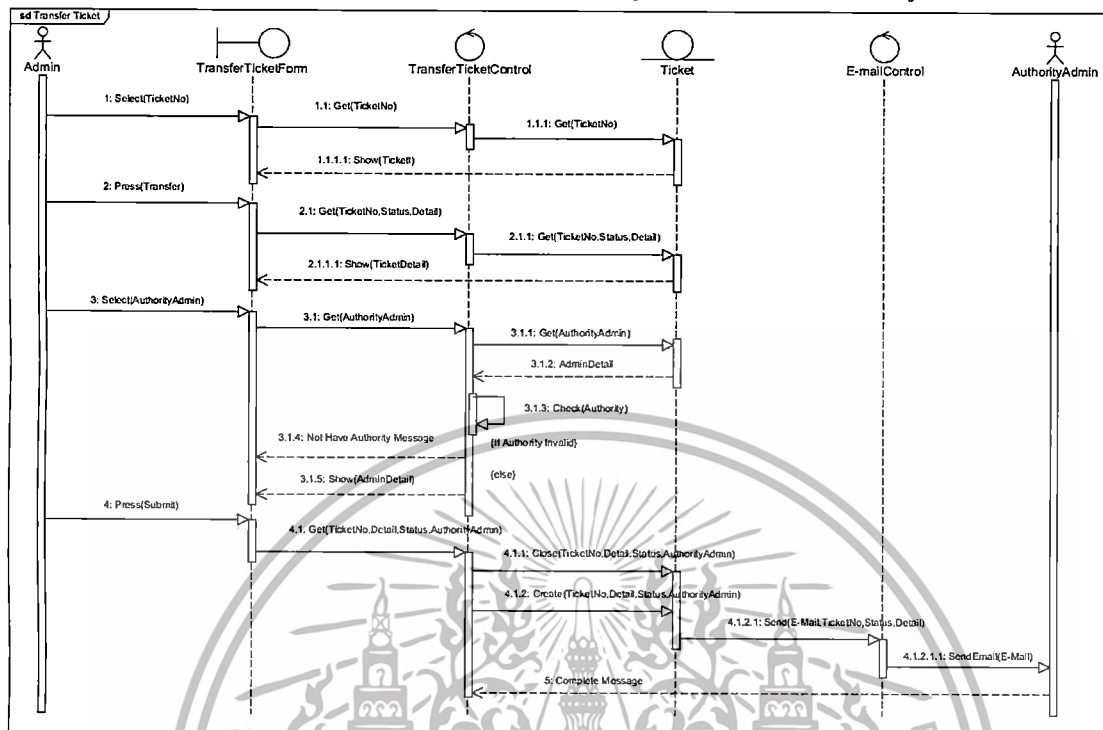 sd Transfer Ticket
Admin
TransferTicketForm
TransferTicketControl
Ticket
E-mailControl
AuthorityAdmin
1: Select(TicketNo)
1.1: Get(TicketNo)
1.1.1: Get(TicketNo)
1.1.1.1: Show(Ticket)
2: Press(Transfer)
2.1: Get(TicketNo,Status,Detail)
2.1.1: Get(TicketNo,Status,Detail)
2.1.1.1: Show(TicketDetail)
3: Select(AuthorityAdmin)
3.1: Get(AuthorityAdmin)
3.1.1: Get(AuthorityAdmin)
3.1.2: AdminDetail
3.1.3: Check(Authority)
3.1.4: Not Have Authority Message
{If Authority Invalid}
{else}
3.1.5: Show(AdminDetail)
4: Press(Submit)
4.1. Get(TicketNo,Detail,Status,AuthorityAdmin)
4.1.1: Close(TicketNo,Detail,Status,AuthorityAdmin)
4.1.2: Create(TicketNo,Detail,Status,AuthorityAdmin)
4.1.2.1: Send(E-Mail,TicketNo,Status,Detail)
4.1.2.1.1: SendEmail(E-Mail)
5: Complete Message